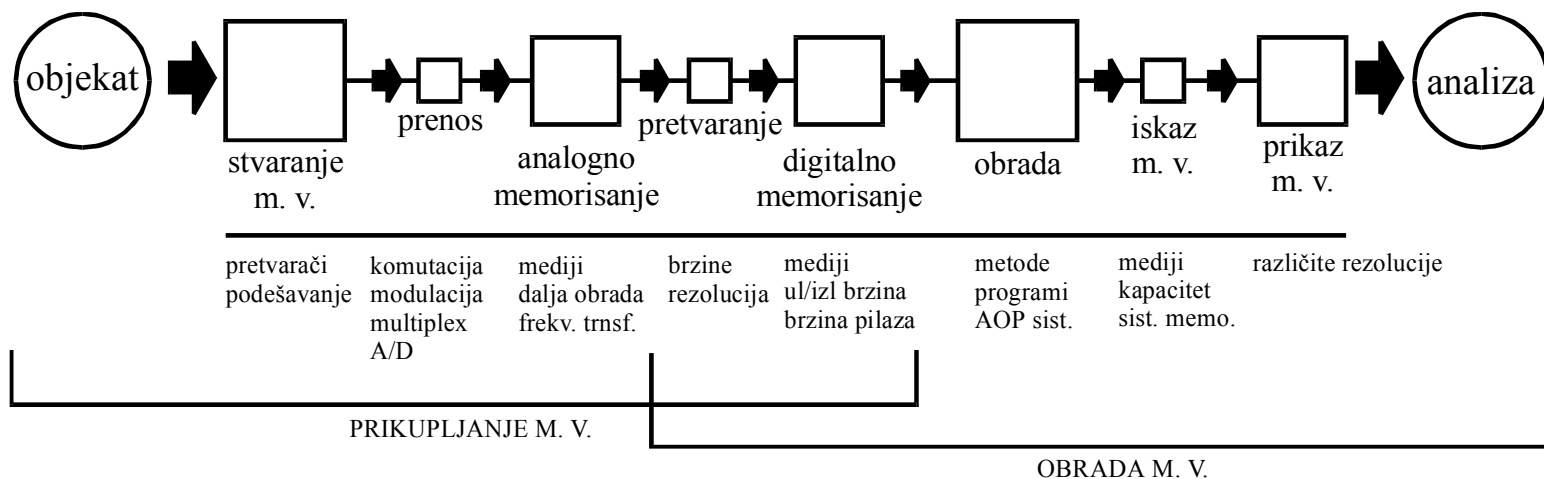 objekat
stvaranje
m. v.
prenos
analogno
memorisanje
pretvaranje
digitalno
memorisanje
obrada
iskaz
m. v.
prikaz
m. v.
analiza
pretvarači
podešavanje
komutacija
modulacija
multiplex
A/D
mediji
dalja obrada
frekv. trnsf.
brzine
rezolucija
mediji
ul/izl brzina
brzina pilaza
metode
programi
AOP sist.
mediji
kapacitet
sist. memo.
različite rezolucije
PRIKUPLJANJE M. V.
OBRADA M. V.